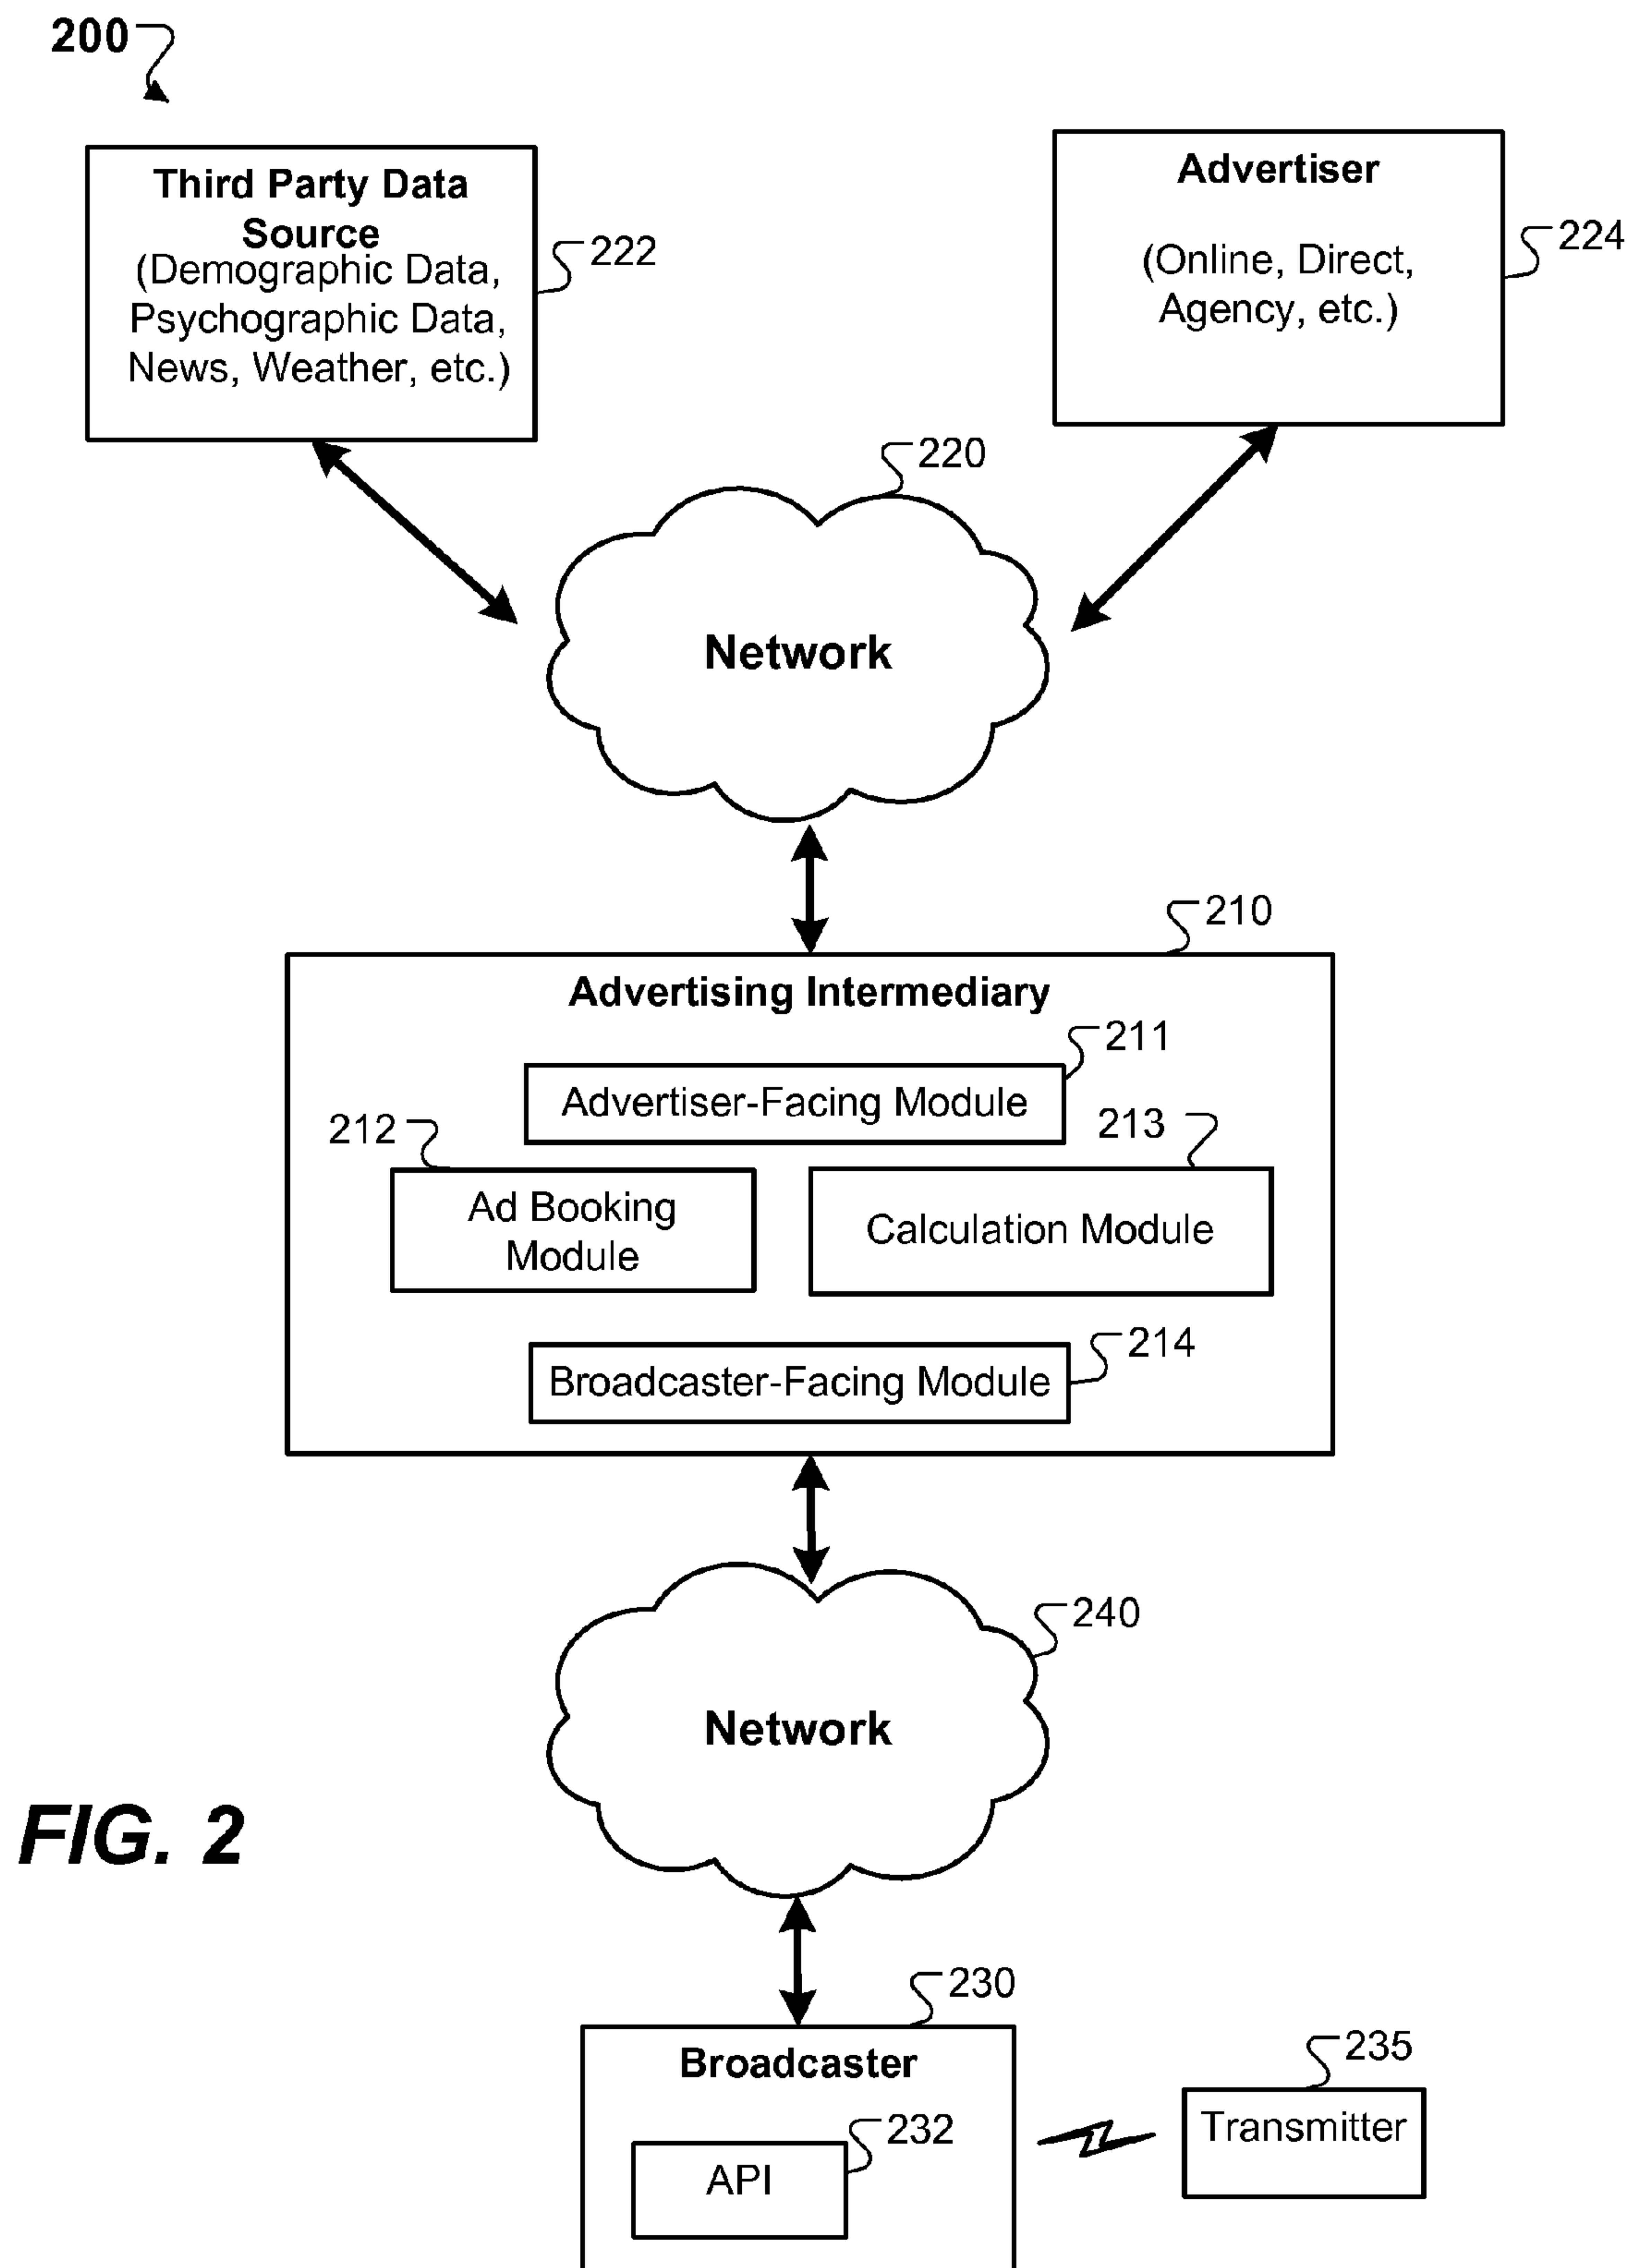 200
Third Party Data
Source
(Demographic Data,
Psychographic Data,
News, Weather, etc.)
222
Advertiser
(Online, Direct,
Agency, etc.)
224
220
Network
210
Advertising Intermediary
211
Advertiser-Facing Module
212
213
Ad Booking
Module
Calculation Module
214
Broadcaster-Facing Module
240
Network
FIG. 2
230
Broadcaster
235
Transmitter
232
API